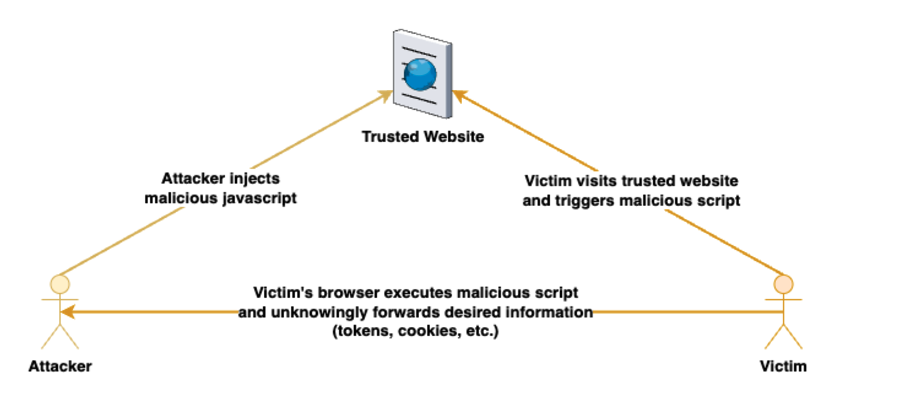 Trusted Website
Attacker injects
malicious javascript
Victim visits trusted website
and triggers malicious script
Victim's browser executes malicious script
and unknowingly forwards desired information
(tokens, cookies, etc.)
Attacker
Victim